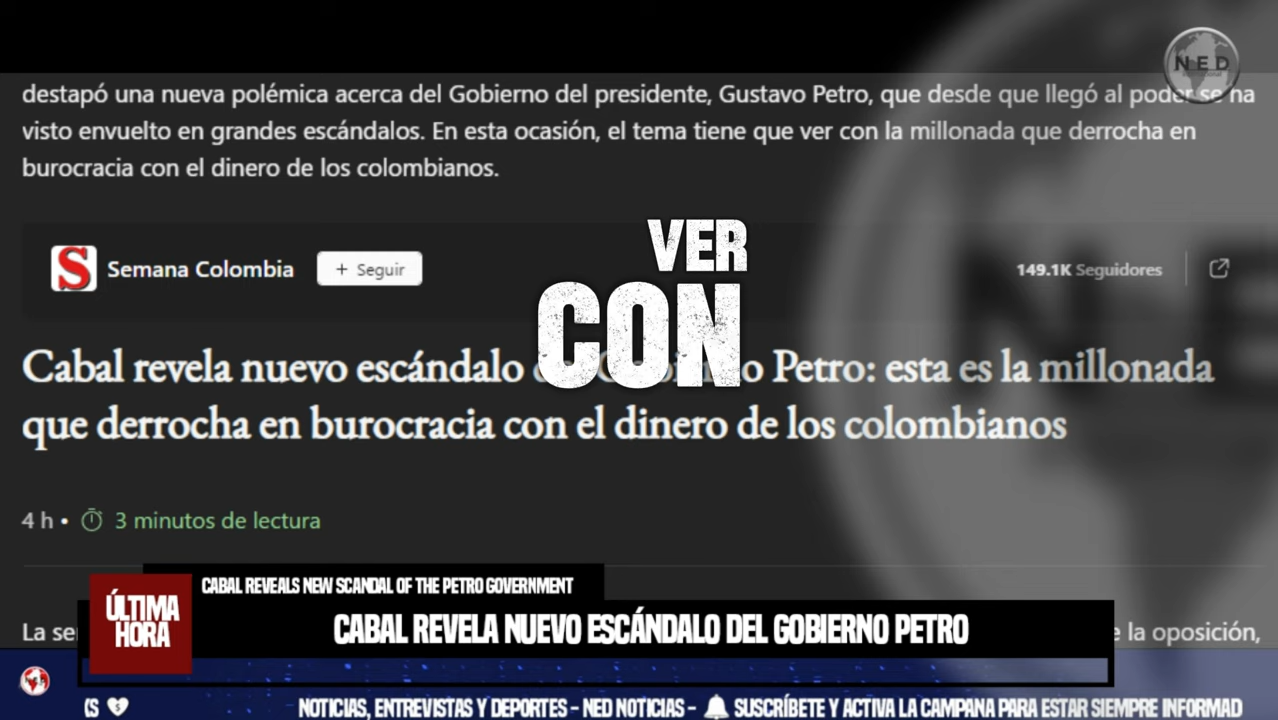 NED
destapó una nueva polémica acerca del Gobierno del presidente, Gustavo Petro, que desde que llegó al poder se ha
visto envuelto en grandes escándalos. En esta ocasión, el tema tiene que ver con la millonada que derrocha en
burocracia con el dinero de los colombianos.
VER
CON
S
Semana Colombia
+ Seguir
149.1K Seguidores
Cabal revela nuevo escándalo Petro: esta es la millonada
que derrocha en burocracia con el dinero de los colombianos
4 h • 3 minutos de lectura
CABAL REVEALS NEW SCANDAL OF THE PETRO GOVERNMENT
ÚLTIMA
HORA
CABAL REVELA NUEVO ESCÁNDALO DEL GOBIERNO PETRO
La la oposición,
NOTICIAS, ENTREVISTAS Y DEPORTES - NED NOTICIAS - SUSCRÍBETE Y ACTIVA LA CAMPANA PARA ESTAR SIEMPRE INFORMAD